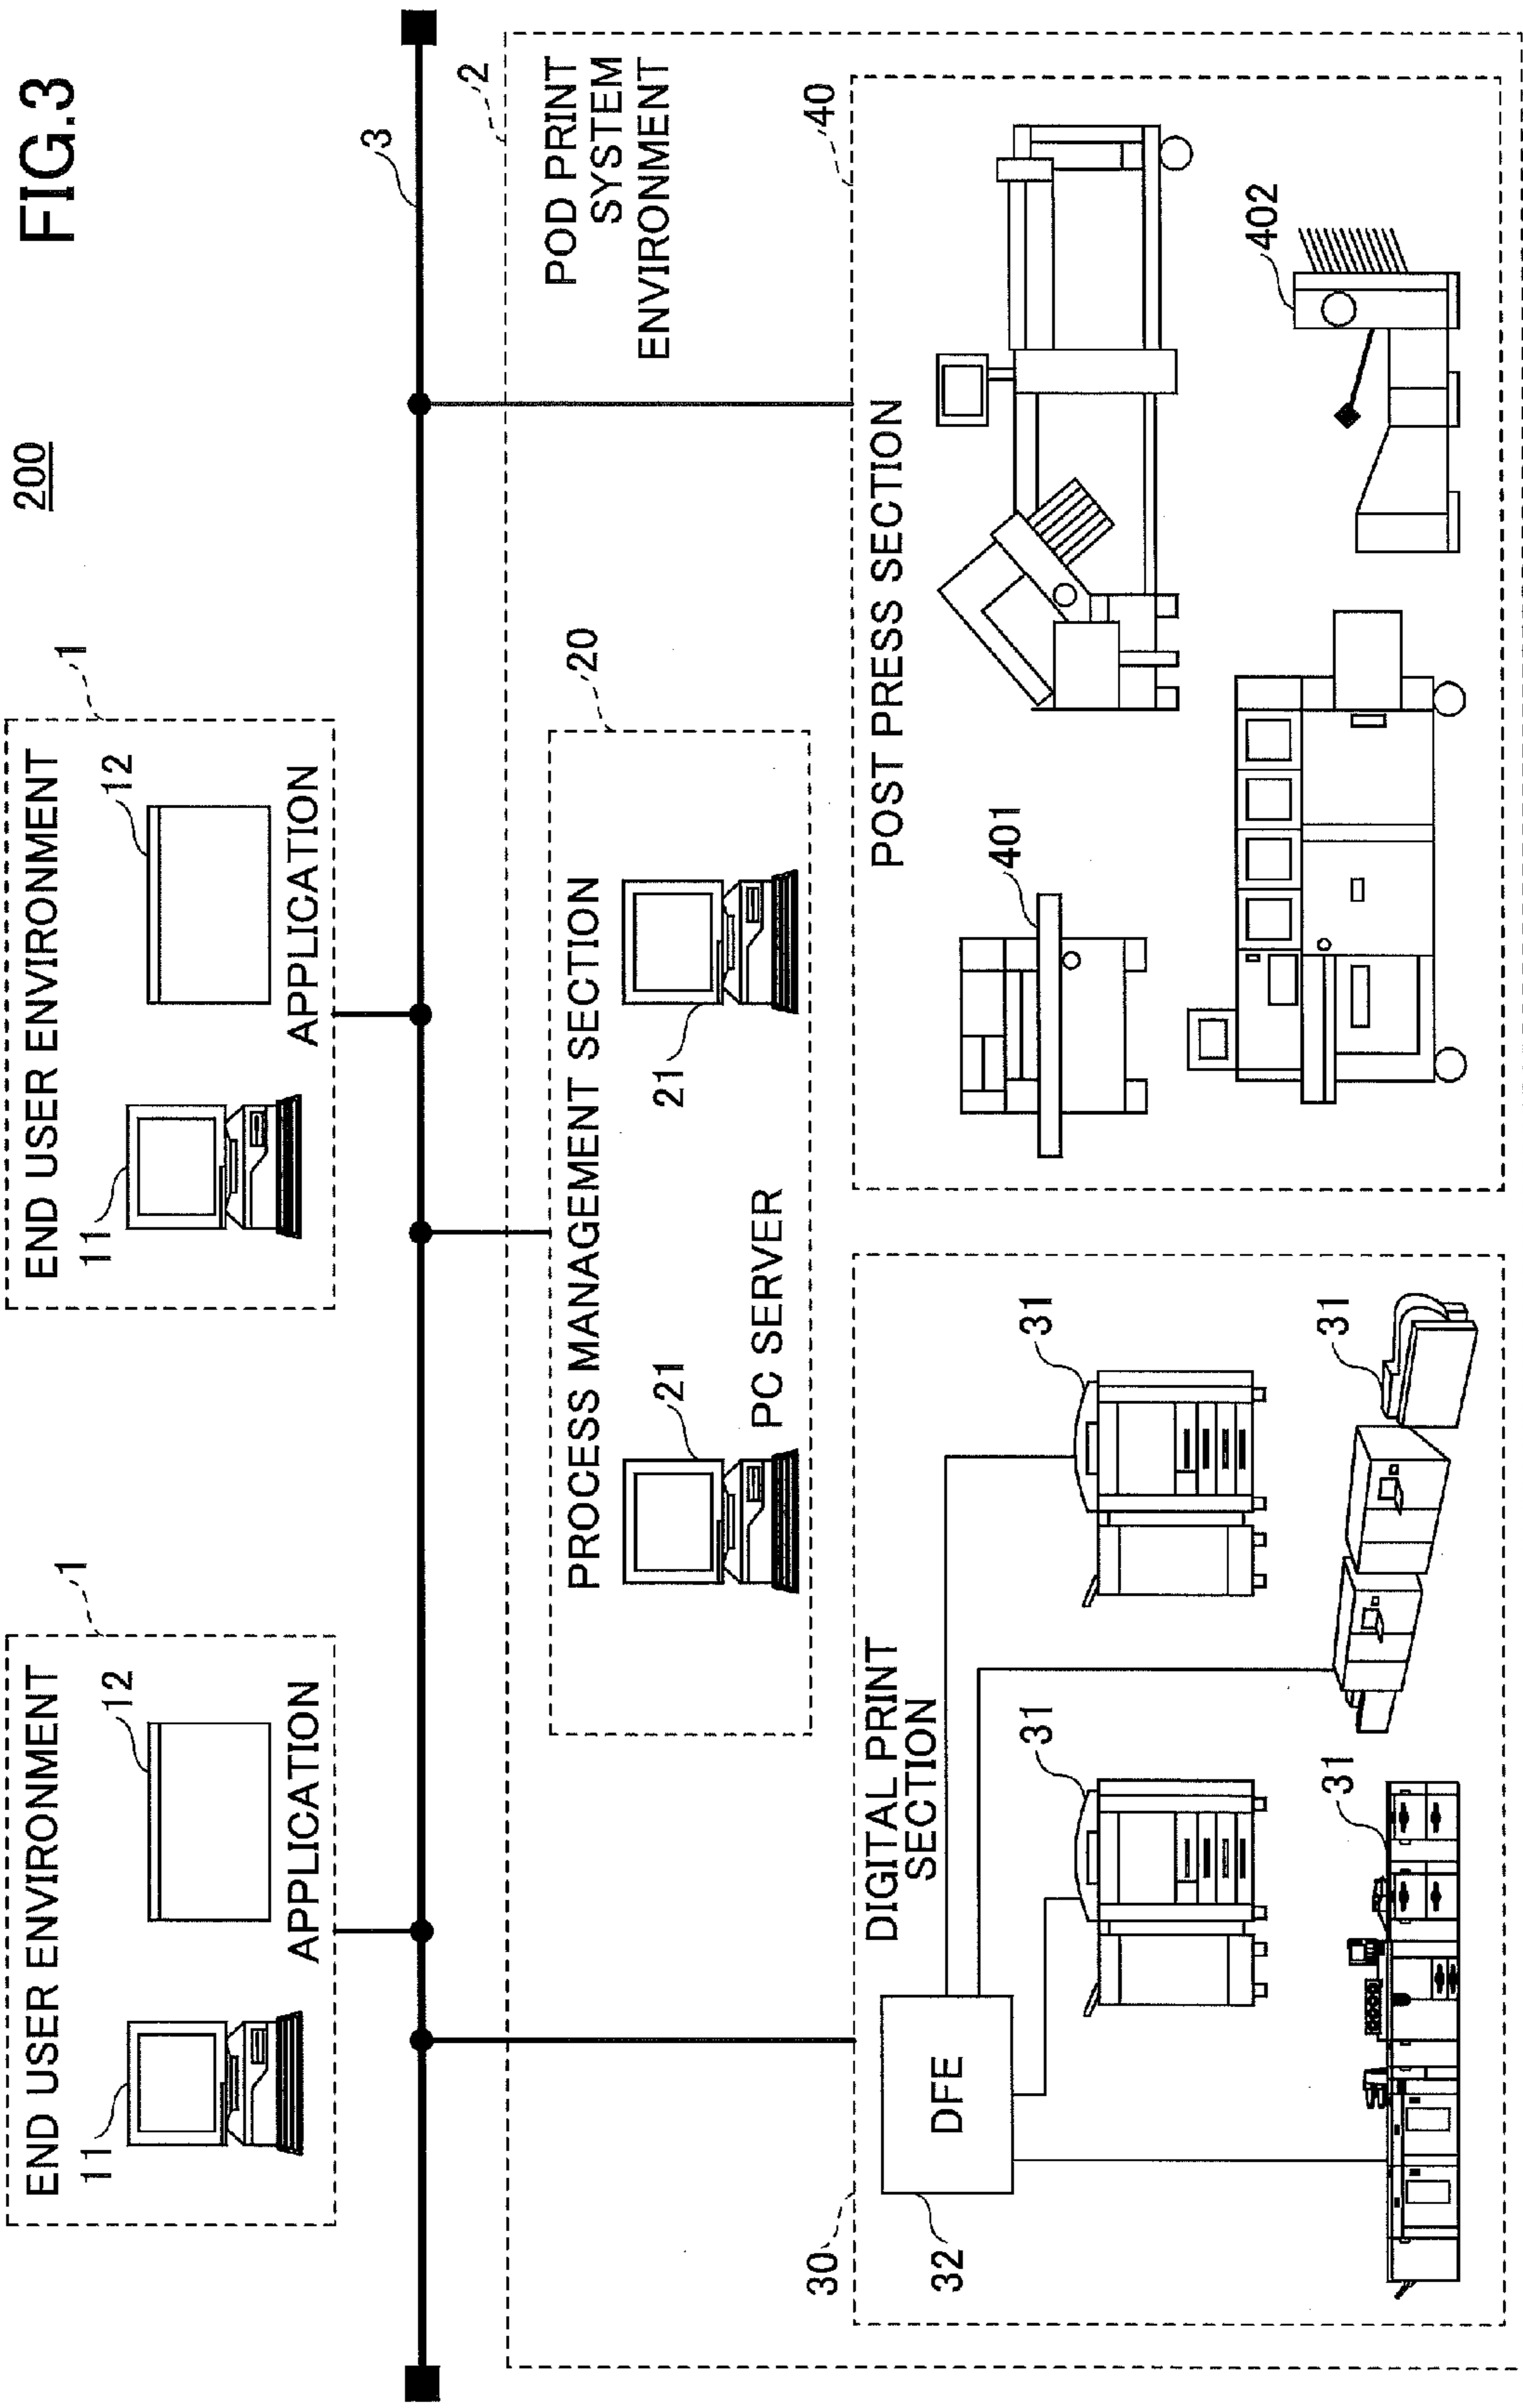 FIG.3
200
END USER ENVIRONMENT
1
11
12
APPLICATION
END USER ENVIRONMENT
1
11
12
APPLICATION
3
2
POD PRINT
SYSTEM
ENVIRONMENT
20
PROCESS MANAGEMENT SECTION
21
21
PC SERVER
30
DIGITAL PRINT
SECTION
32
DFE
31
31
31
31
40
POST PRESS SECTION
401
402